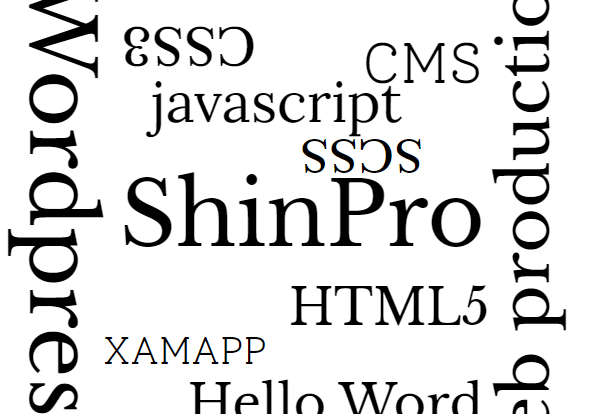 Wordpres
CSS3
CMS
javascript
SCSS
ShinPro
HTML5
XAMAPP
Hello Word
eb productio